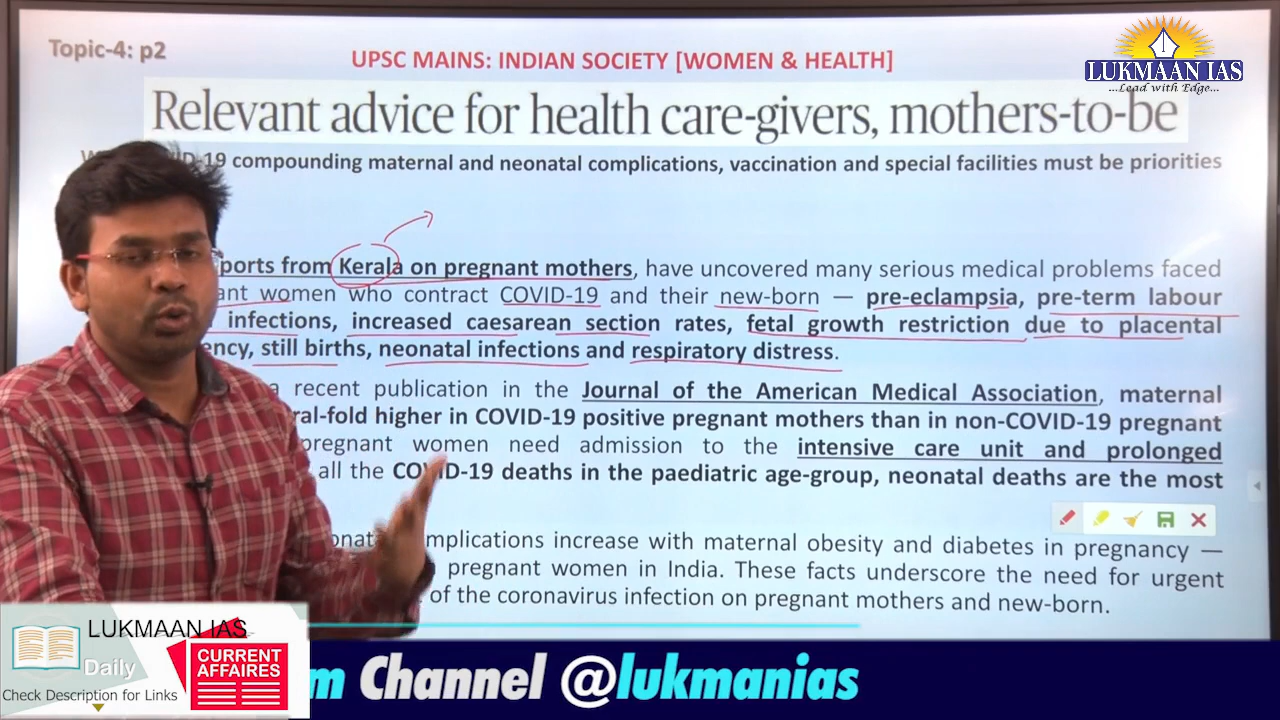 Topic-4: p2
UPSC MAINS: INDIAN SOCIETY [WOMEN & HEALTH]
LUKMAAN IAS
...Lead with Edge...
Relevant advice for health care-givers, mothers-to-be
-19 compounding maternal and neonatal complications, vaccination and special facilities must be priorities
ports from Kerala on pregnant mothers, have uncovered many serious medical problems faced
ant women who contract COVID-19 and their new-born — pre-eclampsia, pre-term labour
infections, increased caesarean section rates, fetal growth restriction due to placental
ency, still births, neonatal infections and respiratory distress.
a recent publication in the Journal of the American Medical Association, maternal
ral-fold higher in COVID-19 positive pregnant mothers than in non-COVID-19 pregnant
pregnant women need admission to the intensive care unit and prolonged
all the COVID-19 deaths in the paediatric age-group, neonatal deaths are the most
onatal complications increase with maternal obesity and diabetes in pregnancy —
pregnant women in India. These facts underscore the need for urgent
of the coronavirus infection on pregnant mothers and new-born.
LUKMAAN IAS
Daily
CURRENT
AFFAIRES
Check Description for Links
m Channel @lukmanias